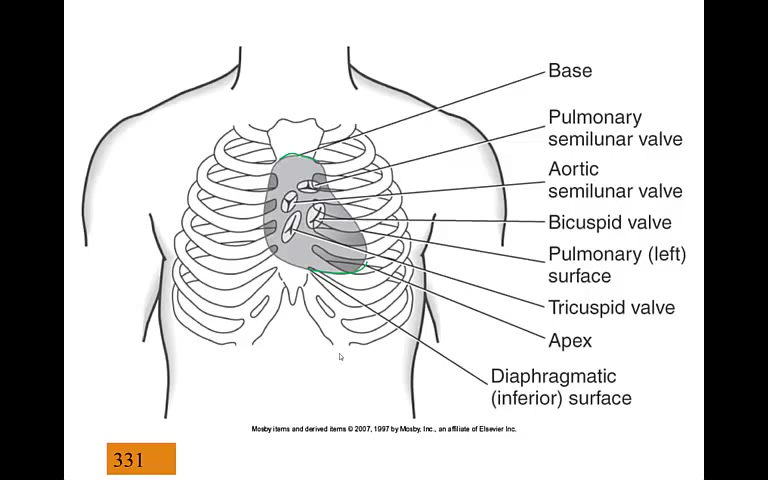 Base
Pulmonary
semilunar valve
Aortic
semilunar valve
Bicuspid valve
Pulmonary (left)
surface
Tricuspid valve
Apex
Diaphragmatic
(inferior) surface
Mosby items and derived items © 2007, 1997 by Mosby, Inc., an affiliate of Elsevier Inc.
331